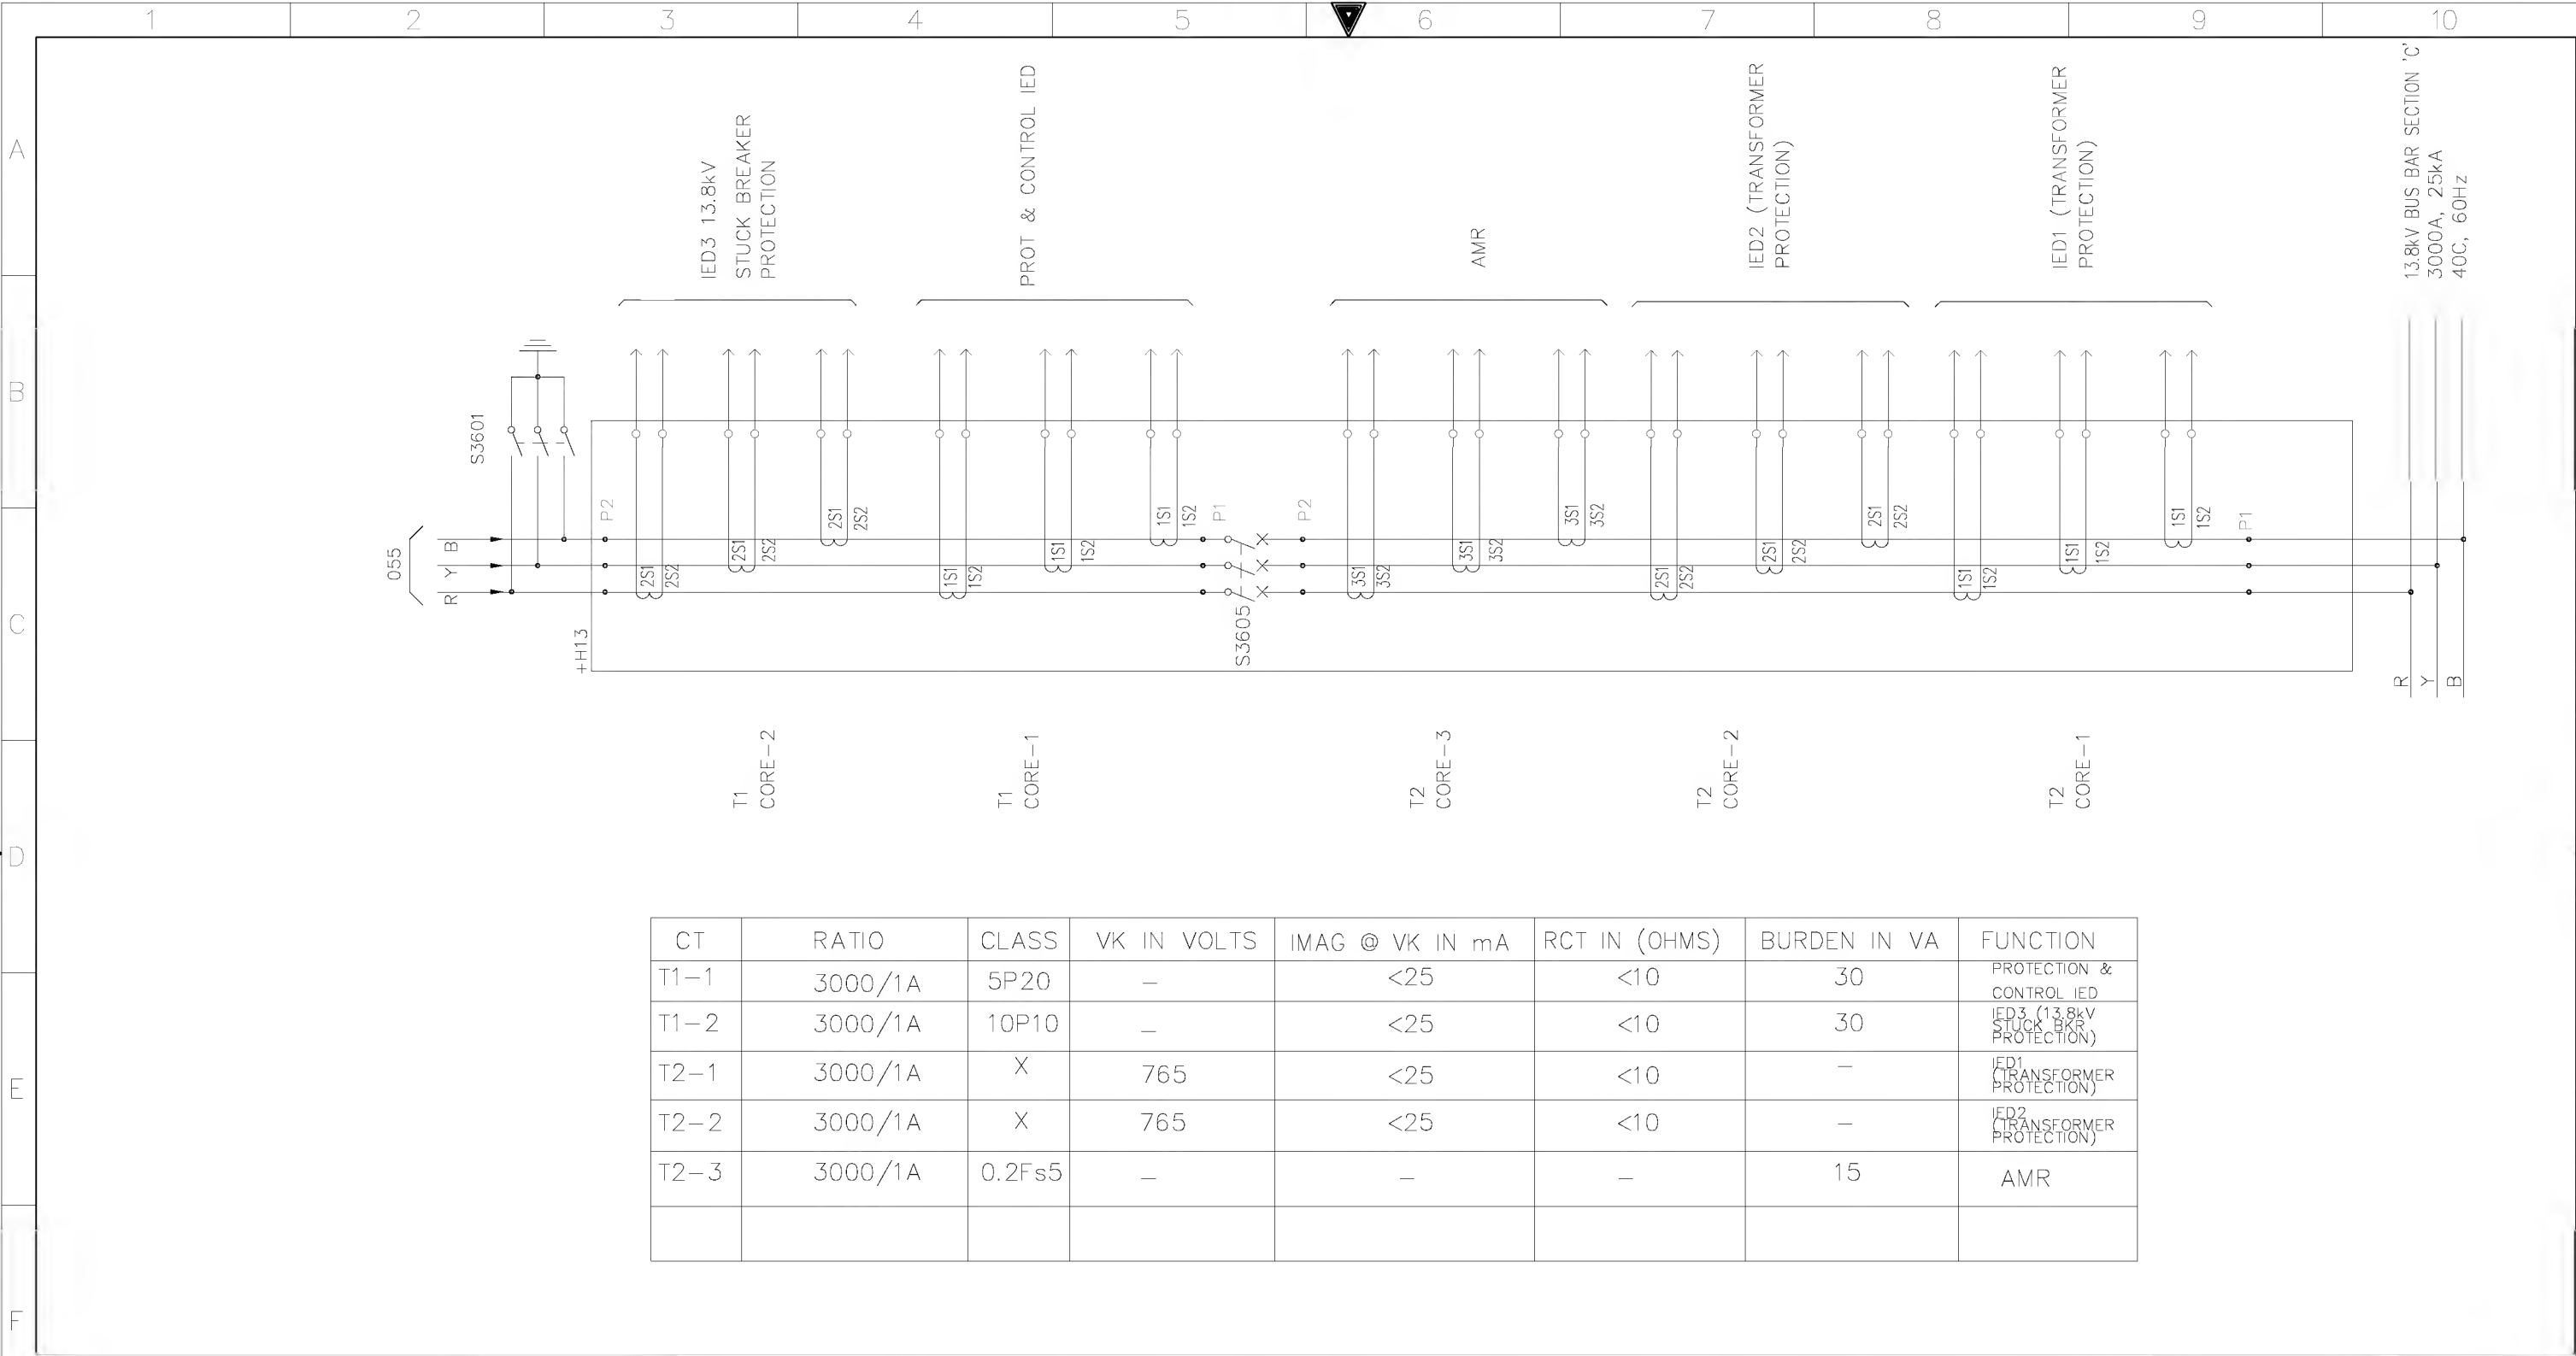 1 2 3 4 5 6 7 8 9 10
A
B
C
D
E
F
IED3 13.8kV
STUCK BREAKER
PROTECTION
PROT & CONTROL IED
AMR
IED2 (TRANSFORMER
PROTECTION)
IED1 (TRANSFORMER
PROTECTION)
13.8kV BUS BAR SECTION 'C'
3000A, 25kA
40C, 60Hz
S3601
055
R
Y
B
+H13
P2
2S1
2S2
2S1
2S2
2S1
2S2
1S1
1S2
1S1
1S2
1S1
1S2
P1
S3605
P2
3S1
3S2
3S1
3S2
3S1
3S2
2S1
2S2
2S1
2S2
2S1
2S2
1S1
1S2
1S1
1S2
1S1
1S2
P1
R
Y
B
T1
CORE-2
T1
CORE-1
T2
CORE-3
T2
CORE-2
T2
CORE-1
CT RATIO CLASS VK IN VOLTS IMAG @ VK IN mA RCT IN (OHMS) BURDEN IN VA FUNCTION
T1-1 3000/1A 5P20 - <25 <10 30 PROTECTION &
CONTROL IED
T1-2 3000/1A 10P10 - <25 <10 30 IED3 (13.8kV
STUCK BKR
PROTECTION)
T2-1 3000/1A X 765 <25 <10 - IED1
(TRANSFORMER
PROTECTION)
T2-2 3000/1A X 765 <25 <10 - IED2
(TRANSFORMER
PROTECTION)
T2-3 3000/1A 0.2Fs5 - - - 15 AMR